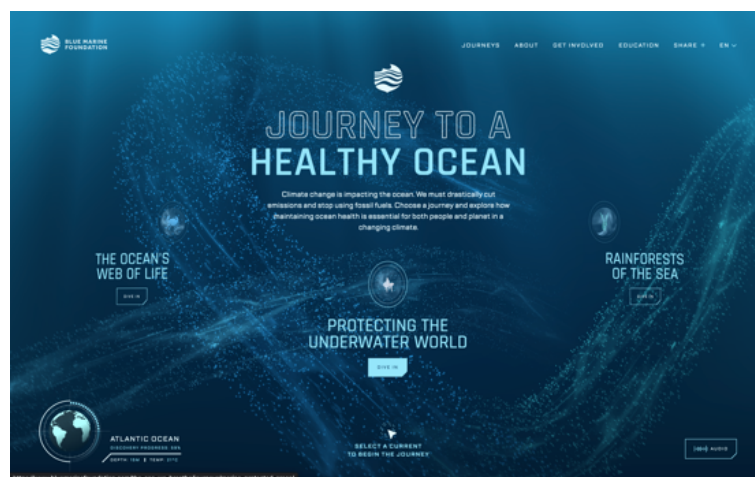 BLUE MARINE
FOUNDATION
JOURNEYS ABOUT GET INVOLVED EDUCATION SHARE + EN
JOURNEY TO A
HEALTHY OCEAN
Climate change is impacting the ocean. We must drastically cut
emissions and stop using fossil fuels. Choose a journey and explore how
maintaining ocean health is essential for both people and planet in a
changing climate.
THE OCEAN'S
WEB OF LIFE
DIVE IN
RAINFORESTS
OF THE SEA
DIVE IN
PROTECTING THE
UNDERWATER WORLD
DIVE IN
ATLANTIC OCEAN
DISCOVERY PROGRESS:
DEPTH: TEMP:
SELECT A CURRENT
TO BEGIN THE JOURNEY
AUDIO